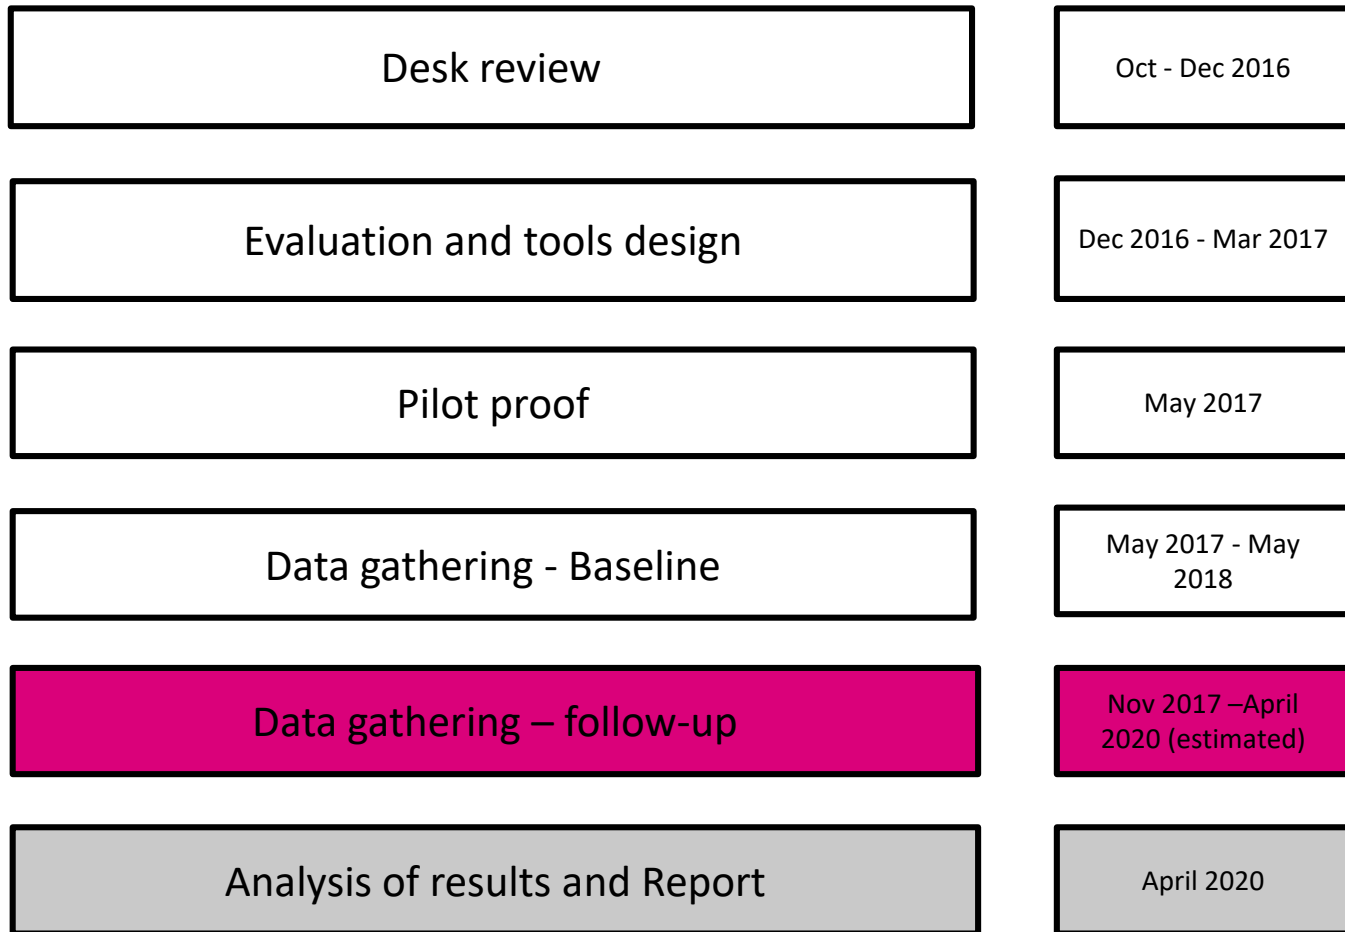 Desk review
Oct - Dec 2016
Evaluation and tools design
Dec 2016 - Mar 2017
Pilot proof
May 2017
Data gathering - Baseline
May 2017 - May
2018
Data gathering – follow-up
Nov 2017 –April
2020 (estimated)
Analysis of results and Report
April 2020